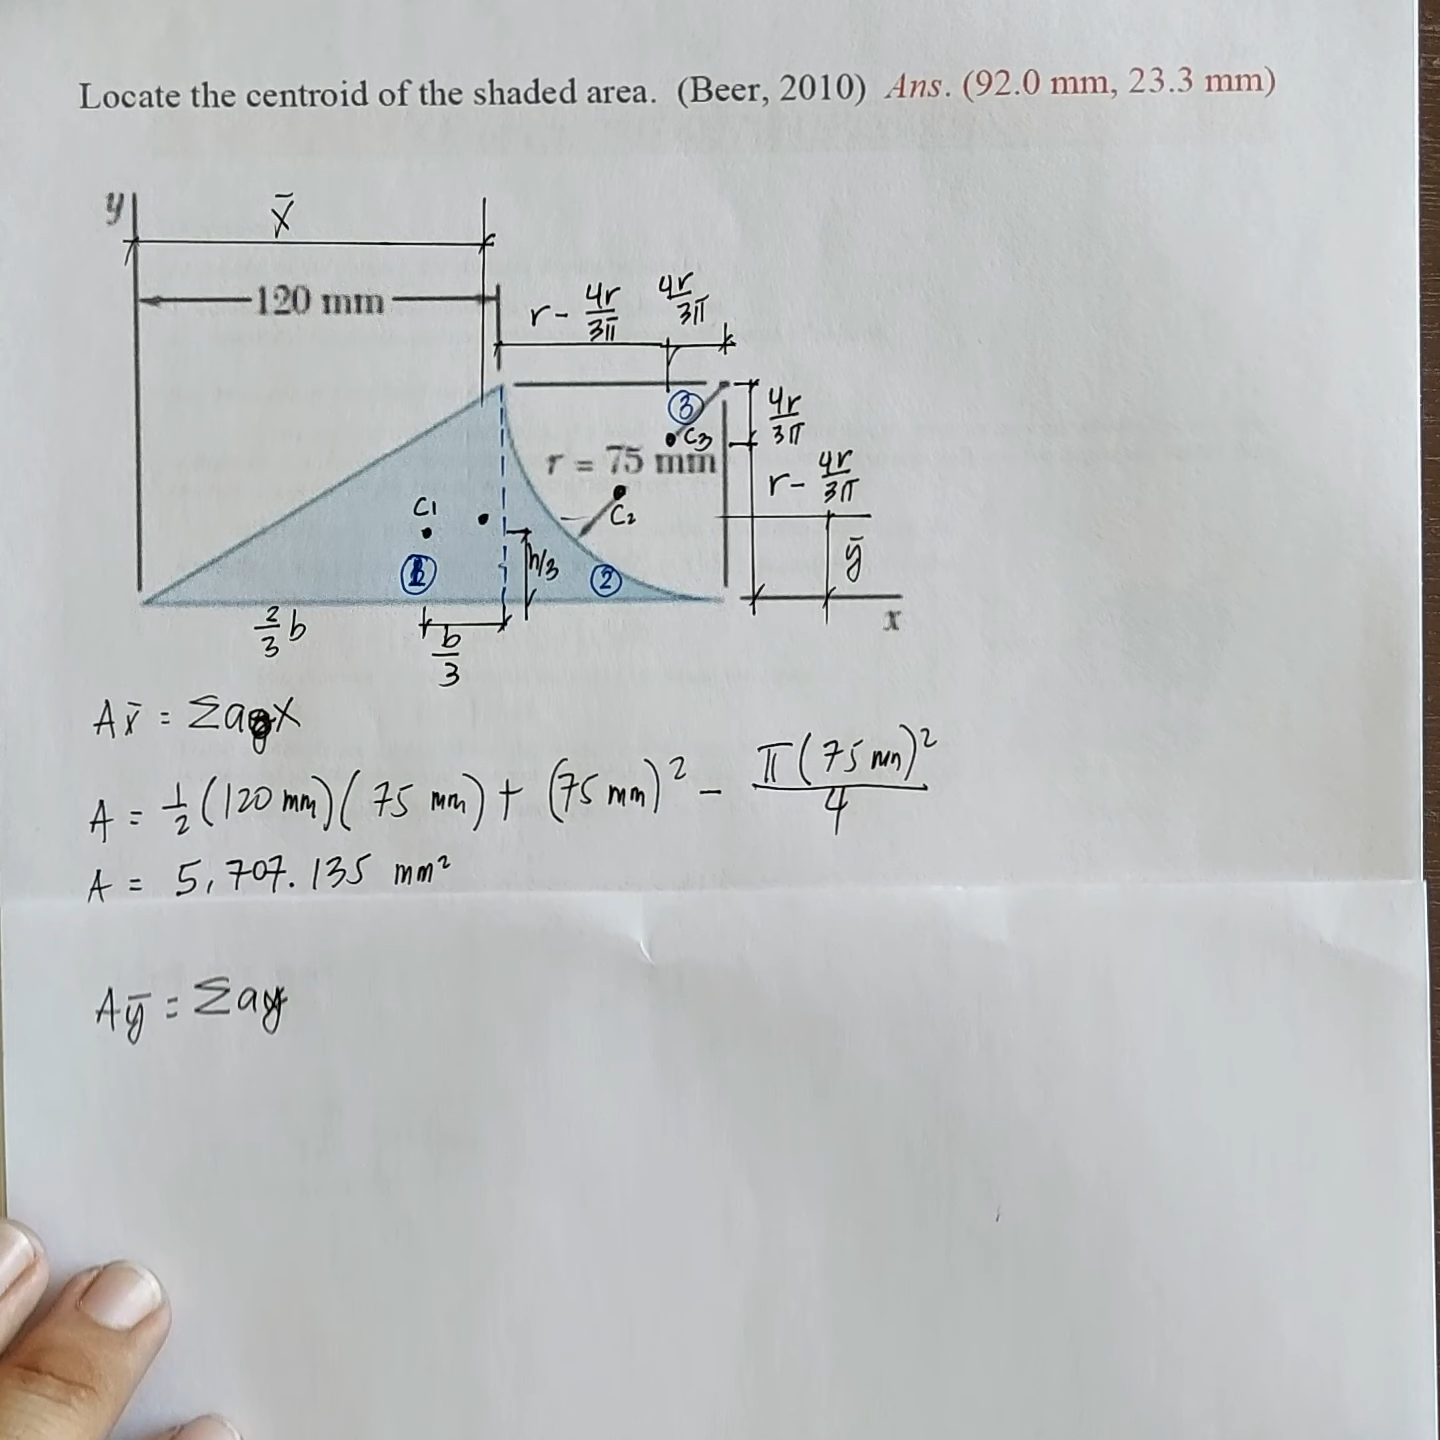 Locate the centroid of the shaded area. (Beer, 2010) Ans. (92.0 mm, 23.3 mm)
y
x̄
120 mm
r - 4r/3π
4r/3π
③
C3
4r/3π
r = 75 mm
r - 4r/3π
C1
C2
h/3
ȳ
①
②
x
2/3 b
b/3
Ax̄ = Σax
A = 1/2 (120 mm)(75 mm) + (75 mm)² - π(75 mm)²/4
A = 5,707.135 mm²
Aȳ = Σay